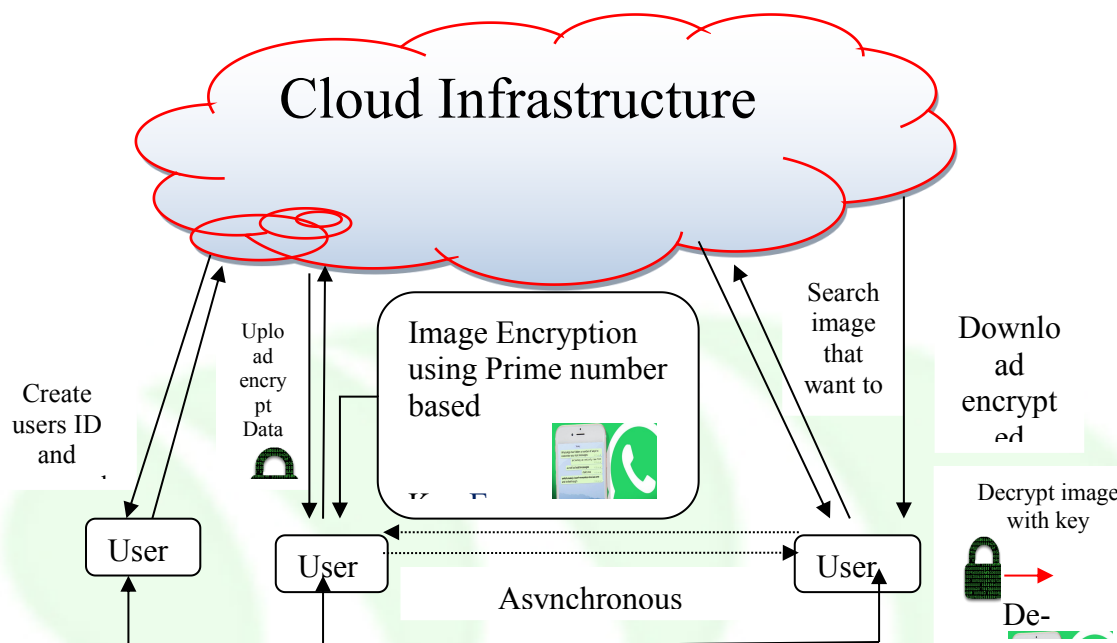 Cloud Infrastructure
Uplo
ad
encry
pt
Data
Image Encryption
using Prime number
based
Search
image
that
want to
Downlo
ad
encrypt
ed
Create
users ID
and
Decrypt image
with key
User
User
User
Asynchronous
De-